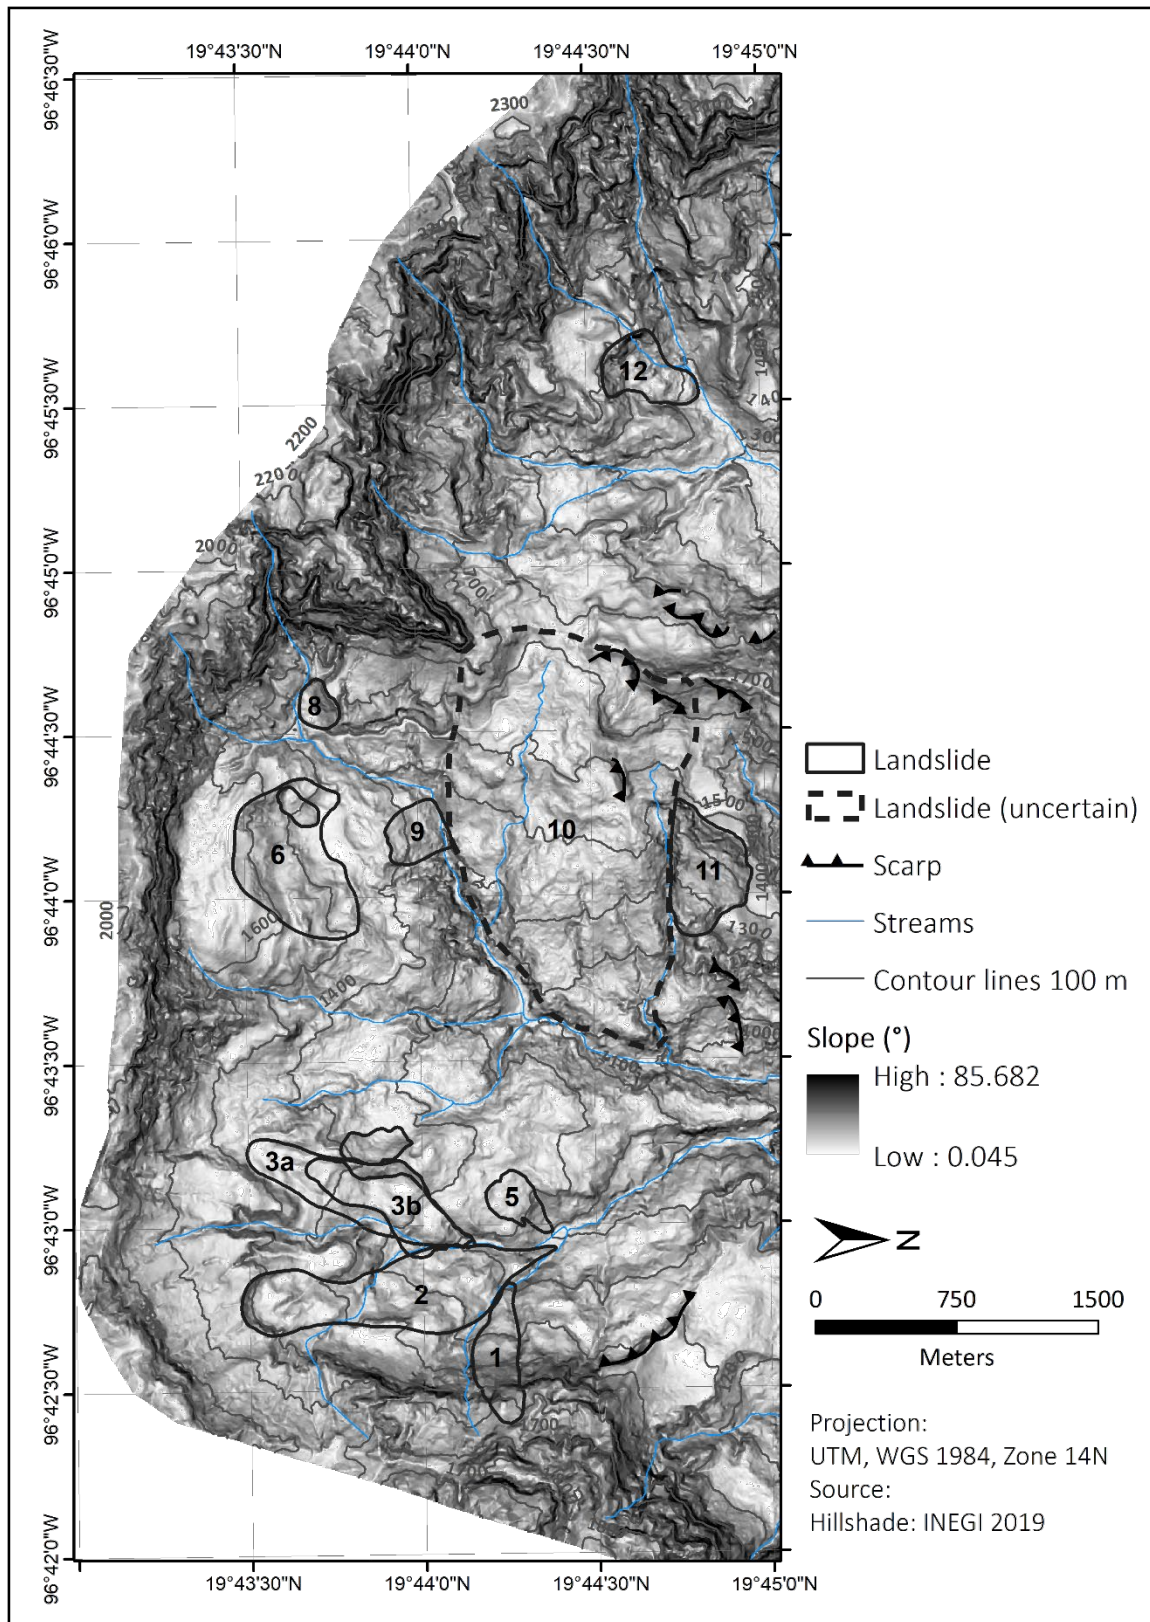 19°43'30"N 19°44'0"N 19°44'30"N 19°45'0"N
96°46'30"W
96°46'0"W
96°45'30"W
96°45'0"W
96°44'30"W
96°44'0"W
96°43'30"W
96°43'0"W
96°42'30"W
96°42'0"W
2300
12
1300
2200
2200
2000
1700
8
1500
6
9
10
11
1400
1300
2000
1600
1400
1100
1000
3a
3b
5
2
1
700
Landslide
Landslide (uncertain)
Scarp
Streams
Contour lines 100 m
Slope (°)
High : 85.682
Low : 0.045
N
0 750 1500
Meters
Projection:
UTM, WGS 1984, Zone 14N
Source:
Hillshade: INEGI 2019
19°43'30"N 19°44'0"N 19°44'30"N 19°45'0"N